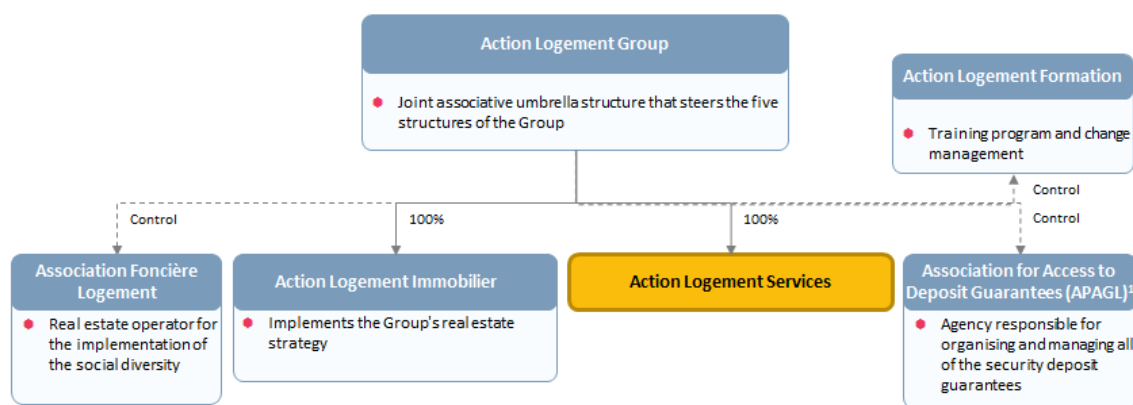 Action Logement Group
Joint associative umbrella structure that steers the five
structures of the Group
Action Logement Formation
Training program and change
management
Control
Control
100%
100%
Control
Association Foncière
Logement
Real estate operator for
the implementation of
the social diversity
Action Logement Immobilier
Implements the Group's real estate
strategy
Action Logement Services
Association for Access to
Deposit Guarantees (APAGL)¹
Agency responsible for
organising and managing all
of the security deposit
guarantees